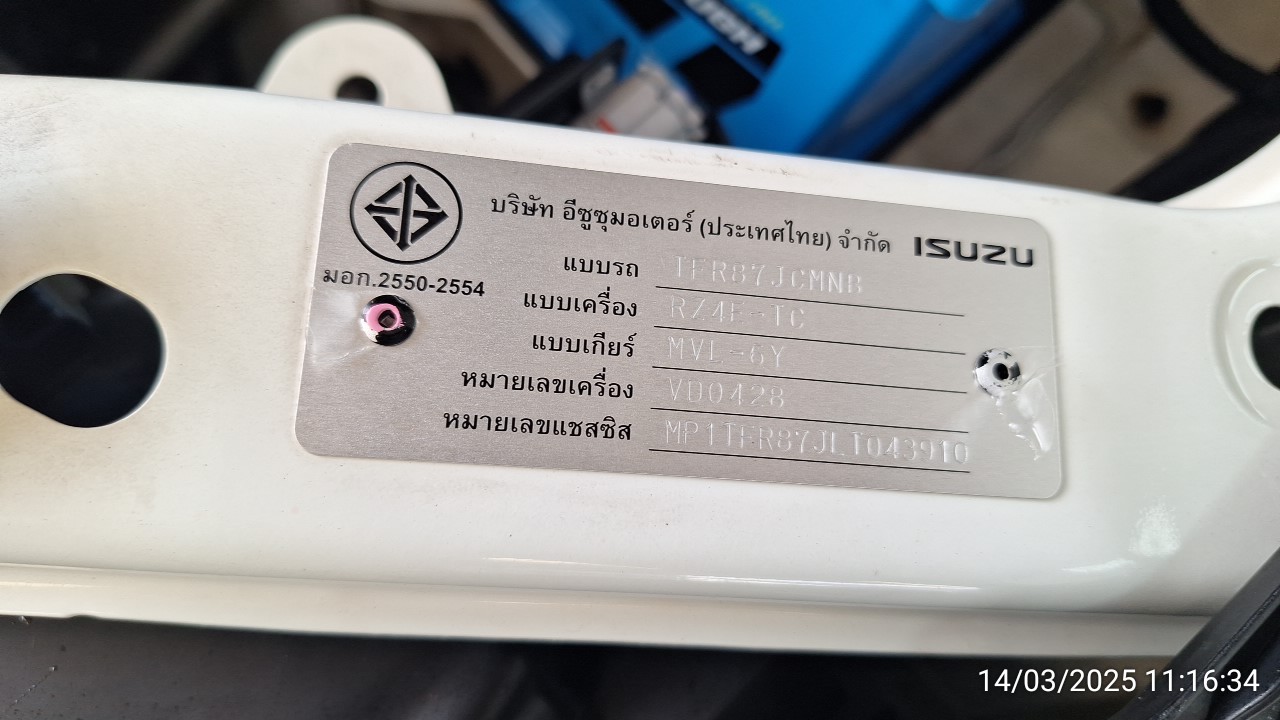 บริษัท อีซูซุมอเตอร์ (ประเทศไทย) จำกัด ISUZU
มอก.2550-2554
แบบรถ TFR87JCMNB
แบบเครื่อง RZ4E-TC
แบบเกียร์ MVL-6Y
หมายเลขเครื่อง VD0428
หมายเลขแชสซิส MP1TFR87JLT043910
14/03/2025 11:16:34